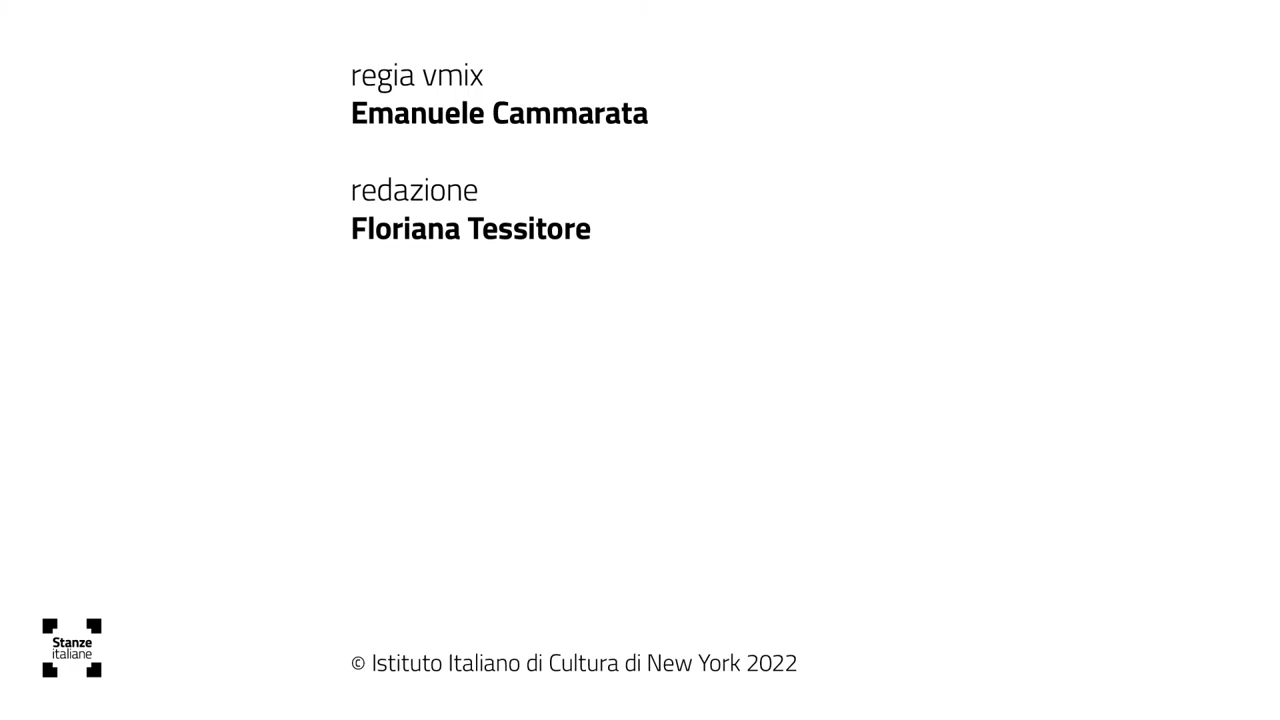 regia vmix
Emanuele Cammarata
redazione
Floriana Tessitore
Stanze
italiane
© Istituto Italiano di Cultura di New York 2022